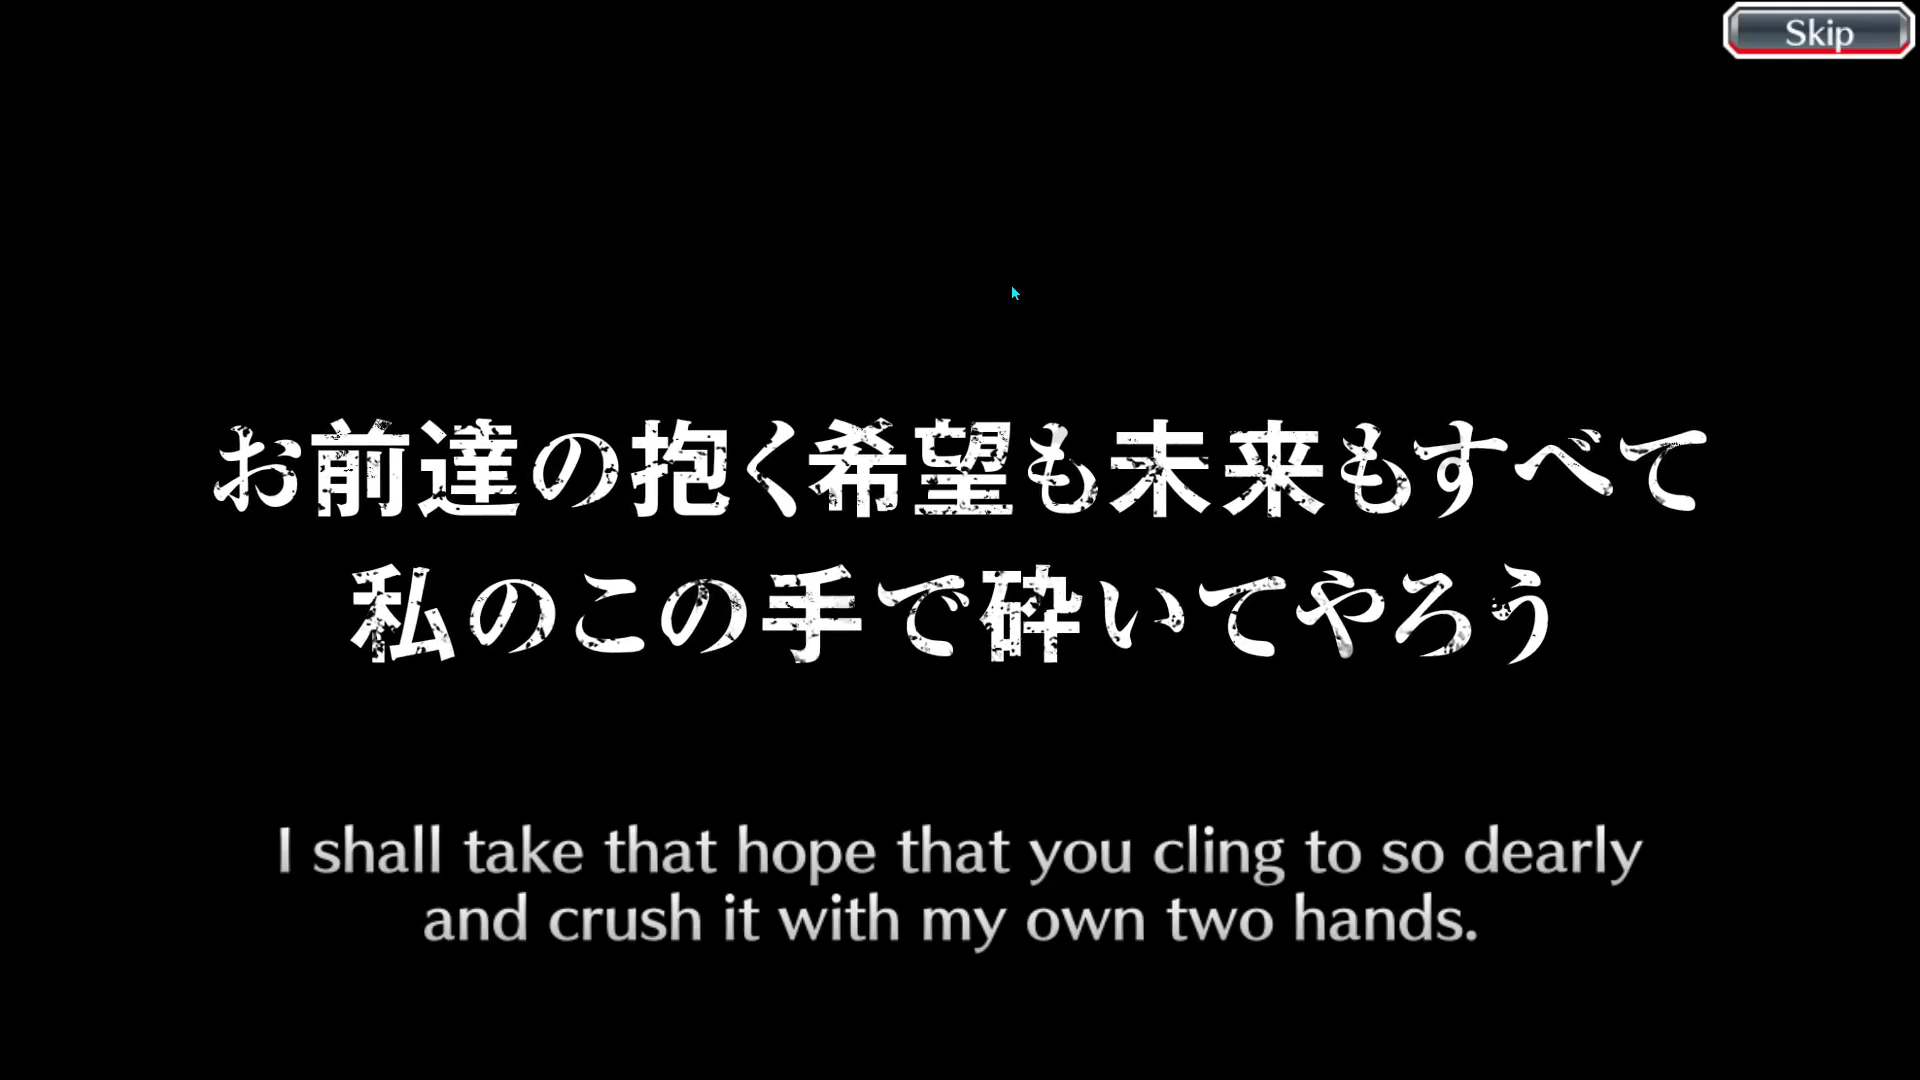 Skip
お前達の抱く希望も未来もすべて
私のこの手で砕いてやろう
I shall take that hope that you cling to so dearly
and crush it with my own two hands.